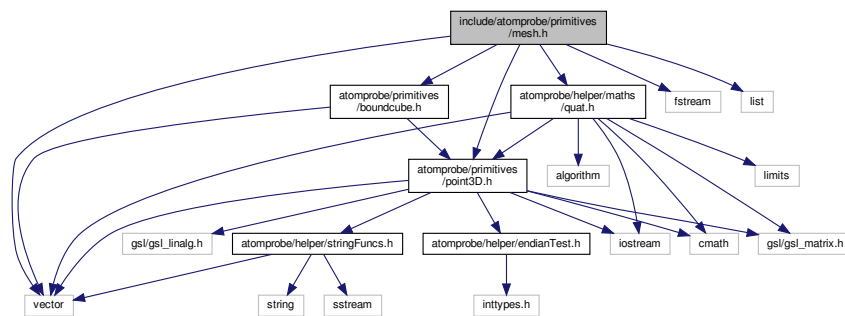 include/atomprobe/primitives
/mesh.h
atomprobe/primitives
/boundcube.h
atomprobe/helper/maths
/quat.h
fstream
list
atomprobe/primitives
/point3D.h
algorithm
limits
gsl/gsl_linalg.h
atomprobe/helper/stringFuncs.h
atomprobe/helper/endianTest.h
iostream
cmath
gsl/gsl_matrix.h
vector
string
sstream
inttypes.h